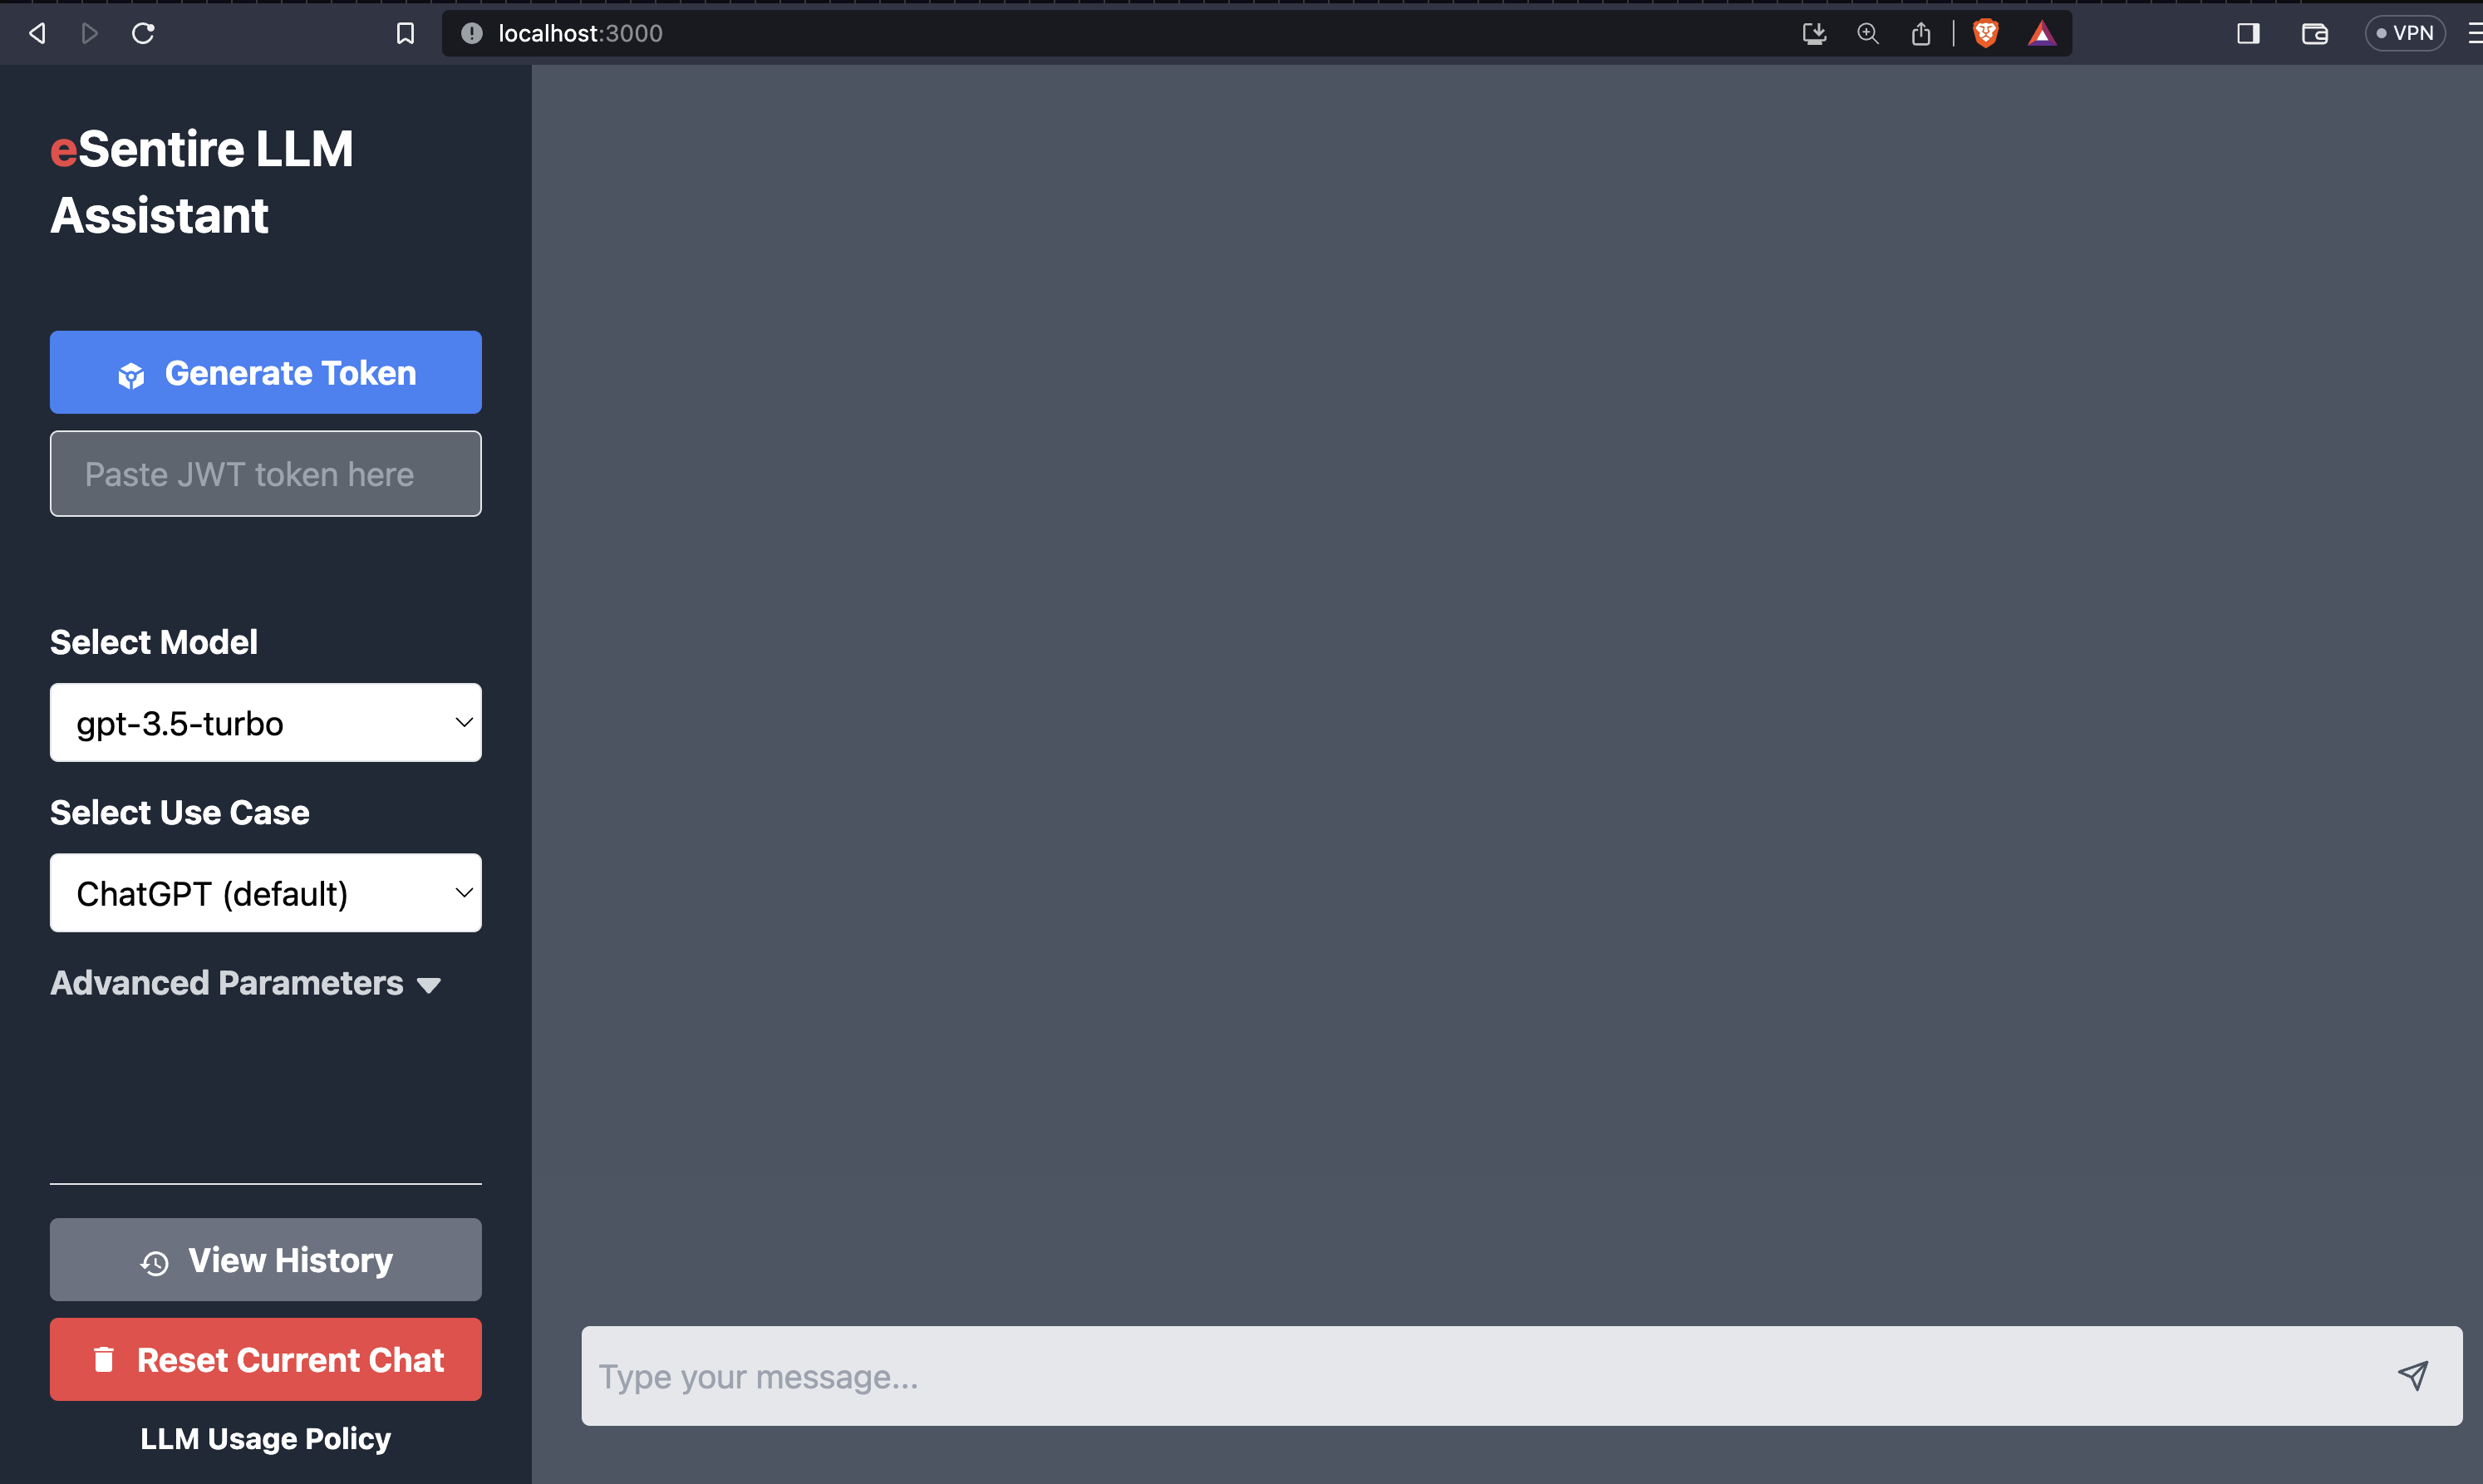 localhost:3000
VPN
eSentire LLM
Assistant
Generate Token
Paste JWT token here
Select Model
gpt-3.5-turbo
Select Use Case
ChatGPT (default)
Advanced Parameters
View History
Reset Current Chat
LLM Usage Policy
Type your message...